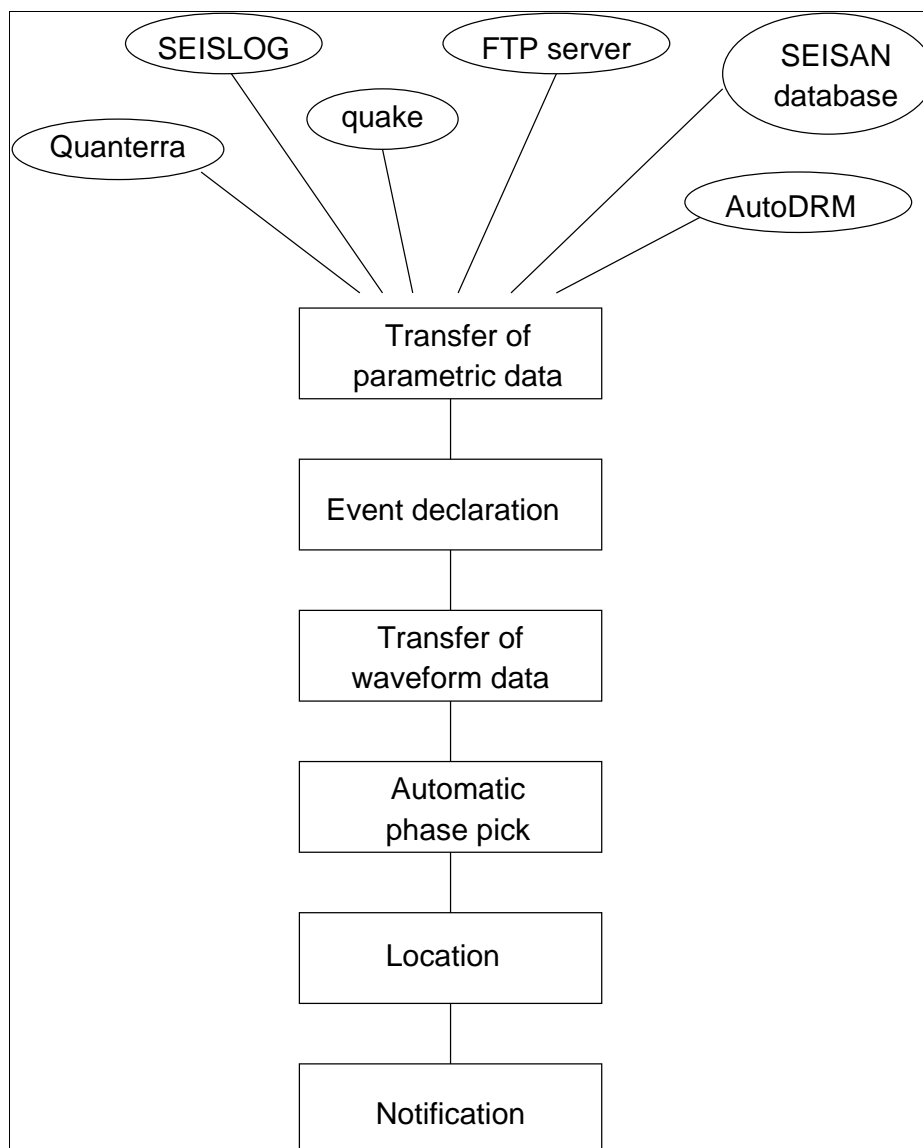 SEISLOG
FTP server
SEISAN
database
quake
Quanterra
AutoDRM
Transfer of
parametric data
Event declaration
Transfer of
waveform data
Automatic
phase pick
Location
Notification